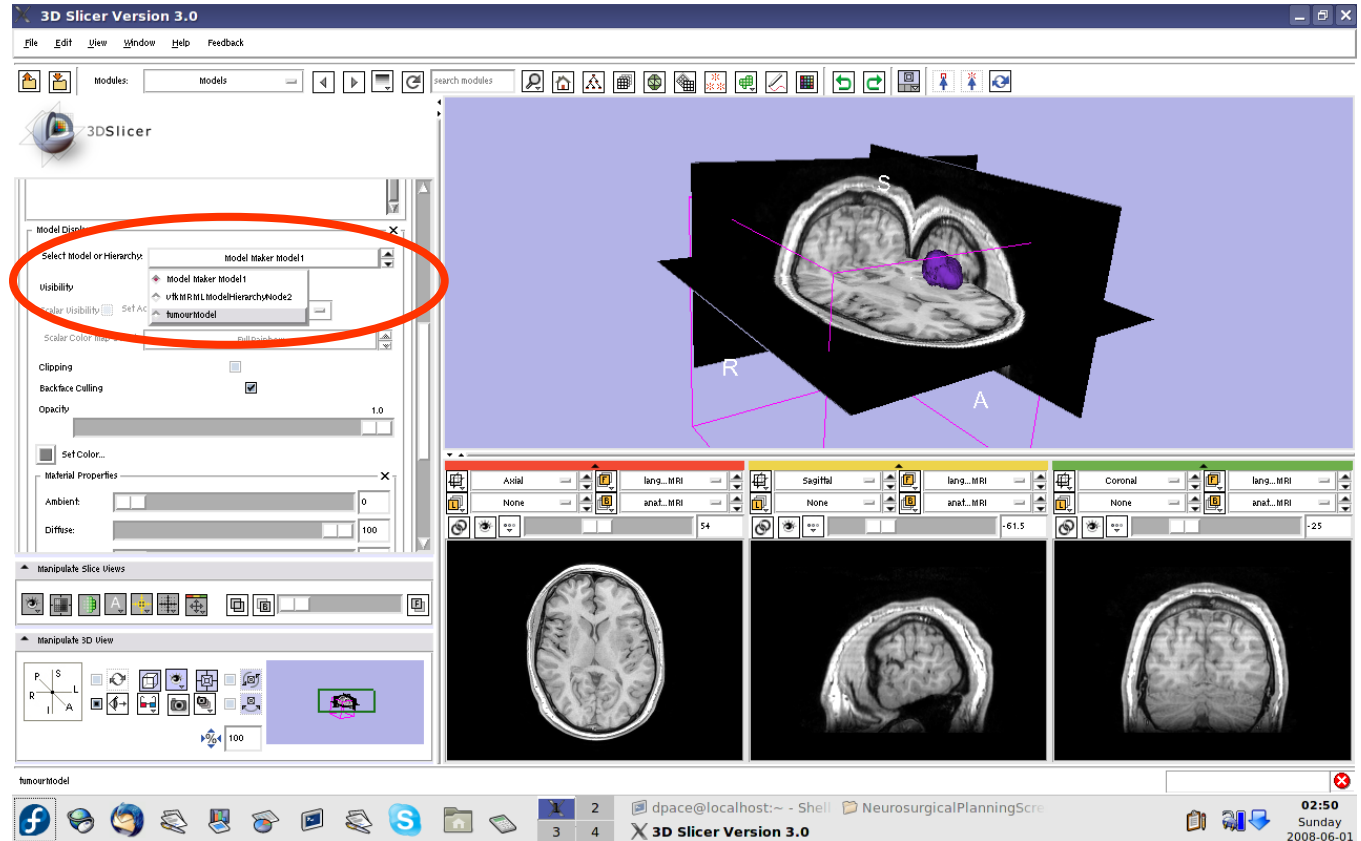 3D Slicer Version 3.0
File Edit View Window Help Feedback
Modules: Models search modules
3DSlicer
Select Model or Hierarchy: Model Maker Model1
Model Maker Model1
Visibility
vtkMRMLModelHierarchyNode2
Scalar Visibility Set Ac
tumourModel
Clipping
Backface Culling
Opacity 1.0
Set Color...
Material Properties
Ambient: 0
Diffuse: 100
Manipulate Slice Views
Manipulate 3D View
P S
R L
I A
% 100
S
R
A
Axial lang...MRI
None anat...MRI
54
Sagittal lang...MRI
None anat...MRI
-61.5
Coronal lang...MRI
None anat...MRI
-25
tumourModel
1 2 dpace@localhost:~ - Shell NeurosurgicalPlanningScre
3 4 3D Slicer Version 3.0
02:50
Sunday
2008-06-01